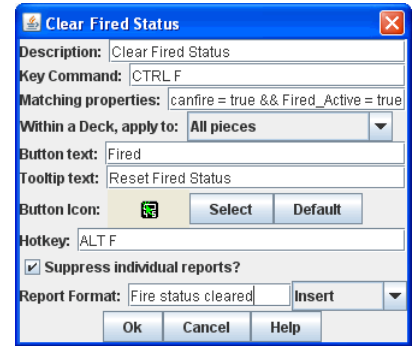 Clear Fired Status
Description: Clear Fired Status
Key Command: CTRL F
Matching properties: canfire = true && Fired_Active = true
Within a Deck, apply to: All pieces
Button text: Fired
Tooltip text: Reset Fired Status
Button Icon: Select Default
Hotkey: ALT F
Suppress individual reports?
Report Format: Fire status cleared Insert
Ok Cancel Help